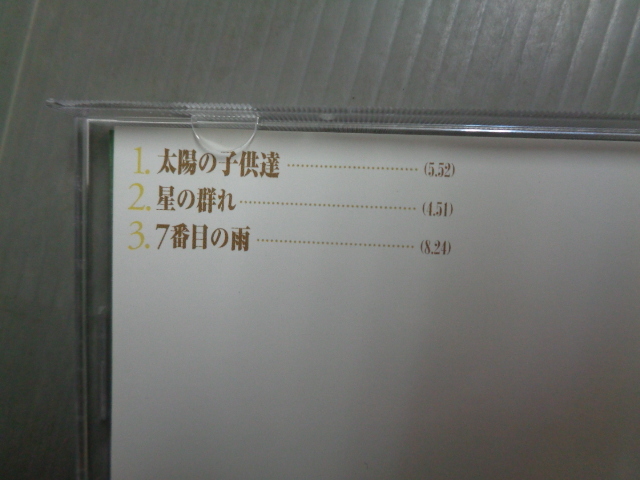 1. 太陽の子供達 ………………… (5.52)
2. 星の群れ ………………… (4.51)
3. 7番目の雨 ………………… (8.24)